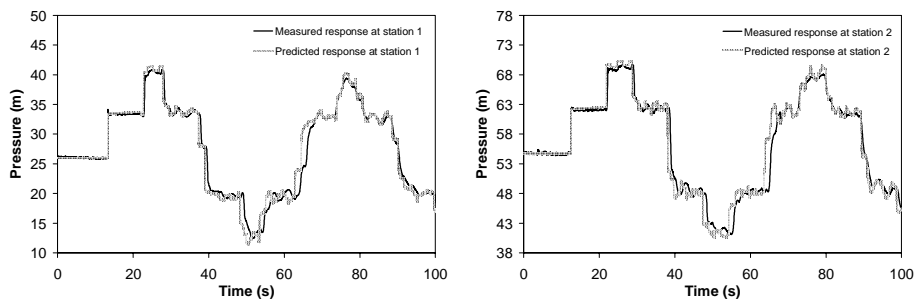 50
45
40
35
30
25
20
15
10
Pressure (m)
0 20 40 60 80 100
Time (s)
Measured response at station 1
Predicted response at station 1
78
73
68
63
58
53
48
43
38
Pressure (m)
0 20 40 60 80 100
Time (s)
Measured response at station 2
Predicted response at station 2